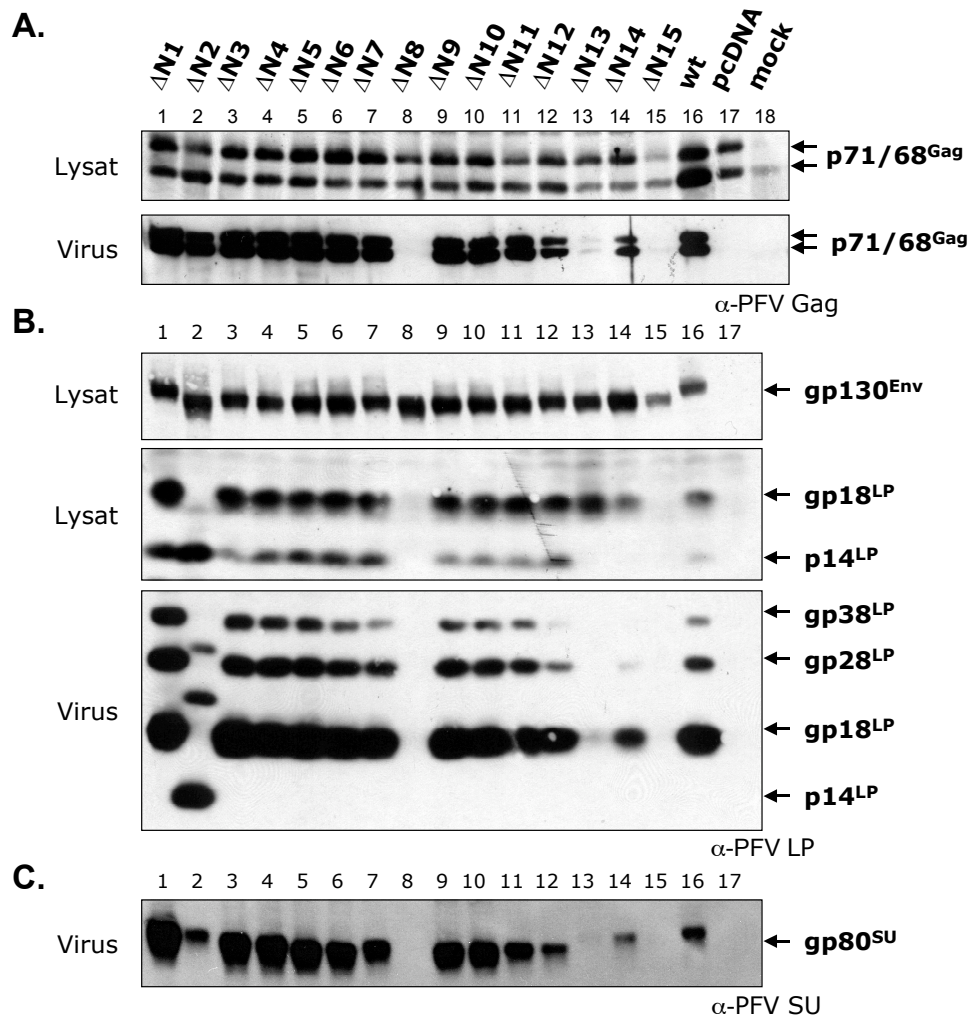 A.
ΔN1 ΔN2 ΔN3 ΔN4 ΔN5 ΔN6 ΔN7 ΔN8 ΔN9 ΔN10 ΔN11 ΔN12 ΔN13 ΔN14 ΔN15 wt pcDNA mock
1 2 3 4 5 6 7 8 9 10 11 12 13 14 15 16 17 18
Lysat
p71/68Gag
Virus
p71/68Gag
α-PFV Gag
B.
1 2 3 4 5 6 7 8 9 10 11 12 13 14 15 16 17
Lysat
gp130Env
Lysat
gp18LP
p14LP
gp38LP
gp28LP
Virus
gp18LP
p14LP
α-PFV LP
C.
1 2 3 4 5 6 7 8 9 10 11 12 13 14 15 16 17
Virus
gp80SU
α-PFV SU